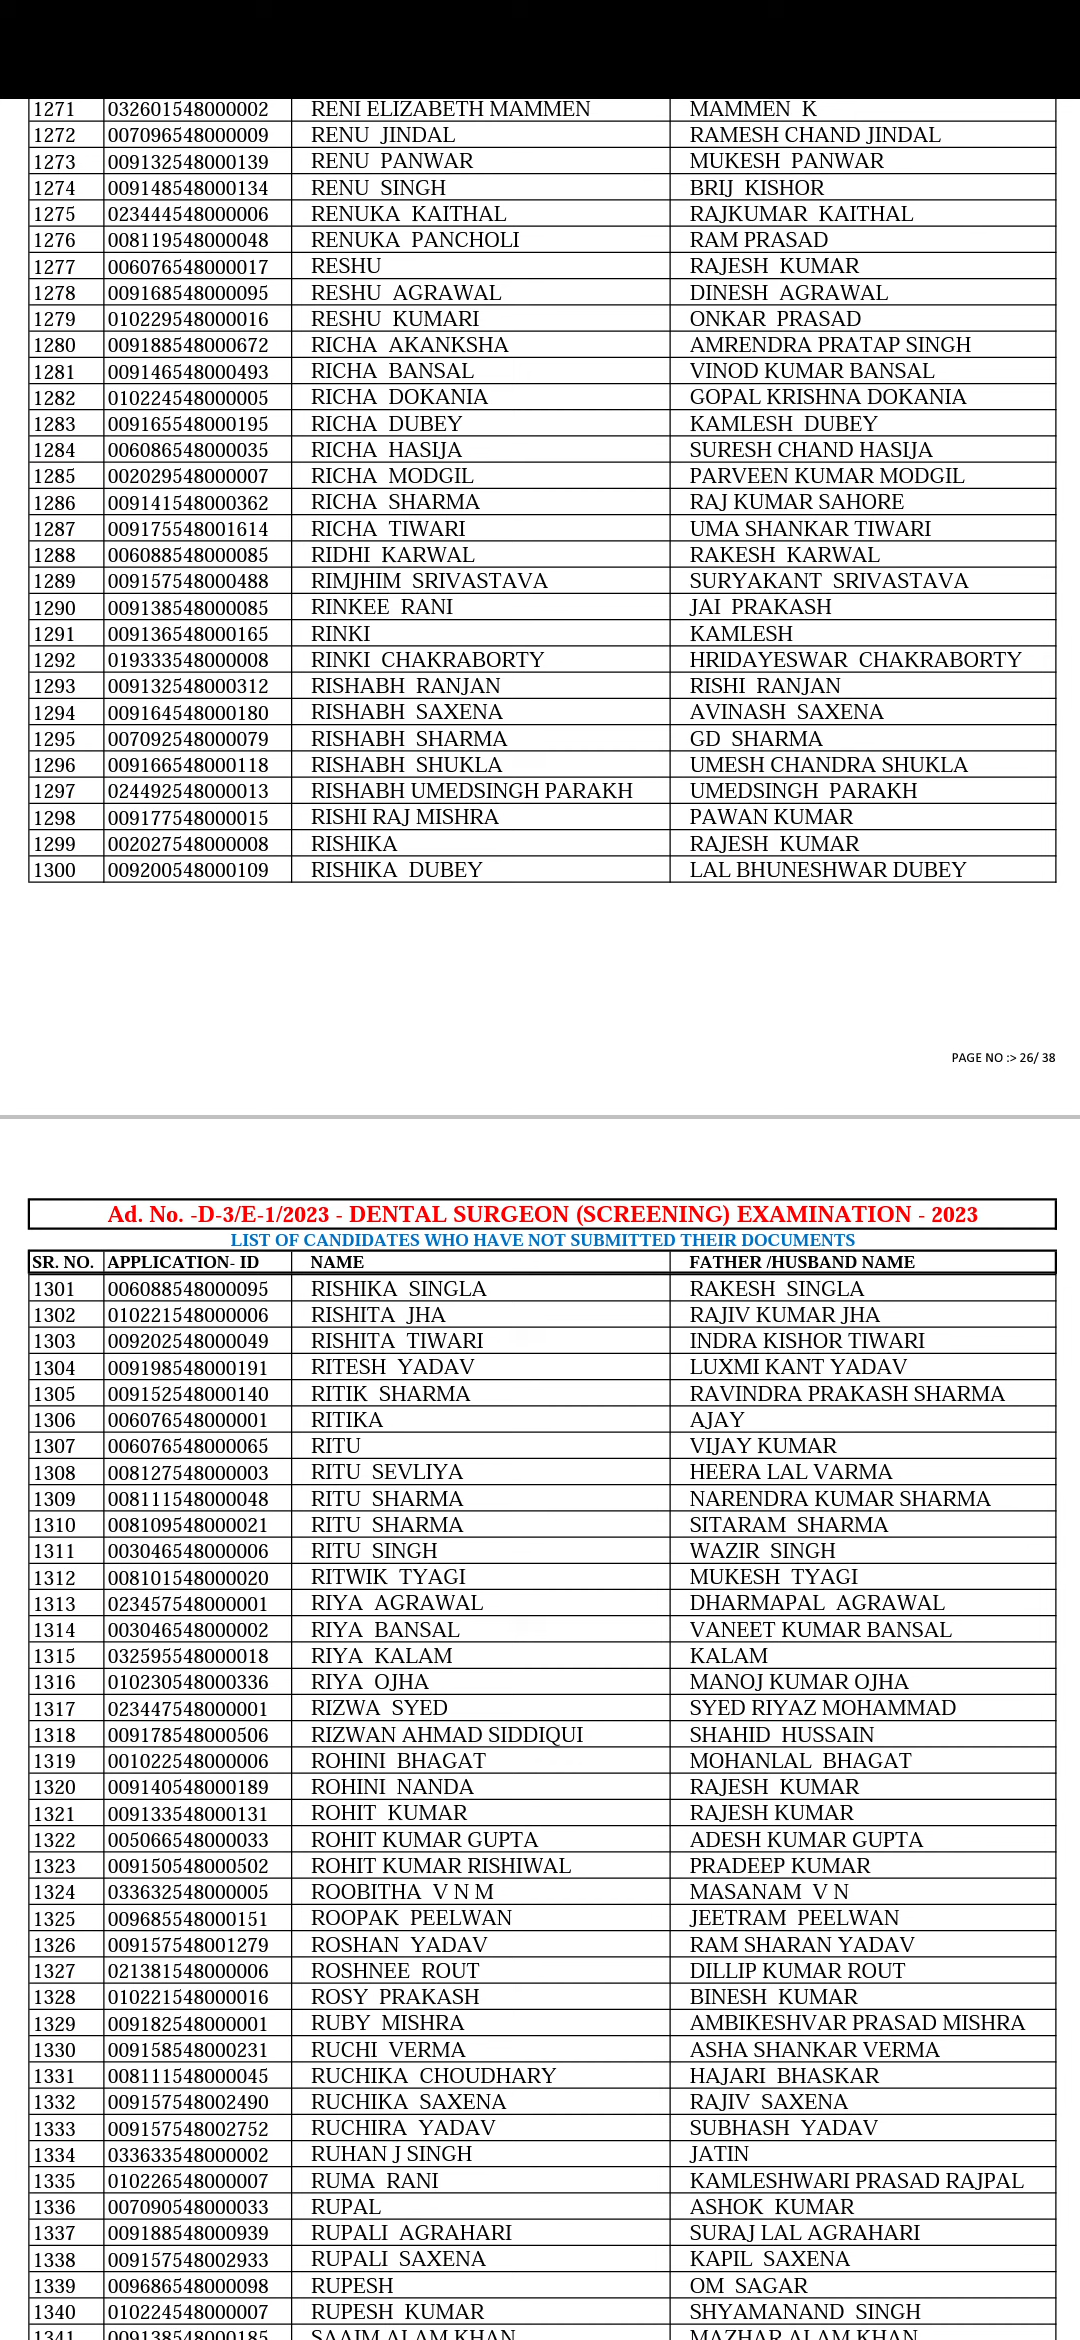 1271 032601548000002 RENI ELIZABETH MAMMEN MAMMEN K
1272 007096548000009 RENU JINDAL RAMESH CHAND JINDAL
1273 009132548000139 RENU PANWAR MUKESH PANWAR
1274 009148548000134 RENU SINGH BRIJ KISHOR
1275 023444548000006 RENUKA KAITHAL RAJKUMAR KAITHAL
1276 008119548000048 RENUKA PANCHOLI RAM PRASAD
1277 006076548000017 RESHU RAJESH KUMAR
1278 009168548000095 RESHU AGRAWAL DINESH AGRAWAL
1279 010229548000016 RESHU KUMARI ONKAR PRASAD
1280 009188548000672 RICHA AKANKSHA AMRENDRA PRATAP SINGH
1281 009146548000493 RICHA BANSAL VINOD KUMAR BANSAL
1282 010224548000005 RICHA DOKANIA GOPAL KRISHNA DOKANIA
1283 009165548000195 RICHA DUBEY KAMLESH DUBEY
1284 006086548000035 RICHA HASIJA SURESH CHAND HASIJA
1285 002029548000007 RICHA MODGIL PARVEEN KUMAR MODGIL
1286 009141548000362 RICHA SHARMA RAJ KUMAR SAHORE
1287 009175548001614 RICHA TIWARI UMA SHANKAR TIWARI
1288 006088548000085 RIDHI KARWAL RAKESH KARWAL
1289 009157548000488 RIMJHIM SRIVASTAVA SURYAKANT SRIVASTAVA
1290 009138548000085 RINKEE RANI JAI PRAKASH
1291 009136548000165 RINKI KAMLESH
1292 019333548000008 RINKI CHAKRABORTY HRIDAYESWAR CHAKRABORTY
1293 009132548000312 RISHABH RANJAN RISHI RANJAN
1294 009164548000180 RISHABH SAXENA AVINASH SAXENA
1295 007092548000079 RISHABH SHARMA GD SHARMA
1296 009166548000118 RISHABH SHUKLA UMESH CHANDRA SHUKLA
1297 024492548000013 RISHABH UMEDSINGH PARAKH UMEDSINGH PARAKH
1298 009177548000015 RISHI RAJ MISHRA PAWAN KUMAR
1299 002027548000008 RISHIKA RAJESH KUMAR
1300 009200548000109 RISHIKA DUBEY LAL BHUNESHWAR DUBEY
PAGE NO :> 26/ 38
Ad. No. -D-3/E-1/2023 - DENTAL SURGEON (SCREENING) EXAMINATION - 2023
LIST OF CANDIDATES WHO HAVE NOT SUBMITTED THEIR DOCUMENTS
SR. NO. APPLICATION- ID NAME FATHER /HUSBAND NAME
1301 006088548000095 RISHIKA SINGLA RAKESH SINGLA
1302 010221548000006 RISHITA JHA RAJIV KUMAR JHA
1303 009202548000049 RISHITA TIWARI INDRA KISHOR TIWARI
1304 009198548000191 RITESH YADAV LUXMI KANT YADAV
1305 009152548000140 RITIK SHARMA RAVINDRA PRAKASH SHARMA
1306 006076548000001 RITIKA AJAY
1307 006076548000065 RITU VIJAY KUMAR
1308 008127548000003 RITU SEVLIYA HEERA LAL VARMA
1309 008111548000048 RITU SHARMA NARENDRA KUMAR SHARMA
1310 008109548000021 RITU SHARMA SITARAM SHARMA
1311 003046548000006 RITU SINGH WAZIR SINGH
1312 008101548000020 RITWIK TYAGI MUKESH TYAGI
1313 023457548000001 RIYA AGRAWAL DHARMAPAL AGRAWAL
1314 003046548000002 RIYA BANSAL VANEET KUMAR BANSAL
1315 032595548000018 RIYA KALAM KALAM
1316 010230548000336 RIYA OJHA MANOJ KUMAR OJHA
1317 023447548000001 RIZWA SYED SYED RIYAZ MOHAMMAD
1318 009178548000506 RIZWAN AHMAD SIDDIQUI SHAHID HUSSAIN
1319 001022548000006 ROHINI BHAGAT MOHANLAL BHAGAT
1320 009140548000189 ROHINI NANDA RAJESH KUMAR
1321 009133548000131 ROHIT KUMAR RAJESH KUMAR
1322 005066548000033 ROHIT KUMAR GUPTA ADESH KUMAR GUPTA
1323 009150548000502 ROHIT KUMAR RISHIWAL PRADEEP KUMAR
1324 033632548000005 ROOBITHA V N M MASANAM V N
1325 009685548000151 ROOPAK PEELWAN JEETRAM PEELWAN
1326 009157548001279 ROSHAN YADAV RAM SHARAN YADAV
1327 021381548000006 ROSHNEE ROUT DILLIP KUMAR ROUT
1328 010221548000016 ROSY PRAKASH BINESH KUMAR
1329 009182548000001 RUBY MISHRA AMBIKESHVAR PRASAD MISHRA
1330 009158548000231 RUCHI VERMA ASHA SHANKAR VERMA
1331 008111548000045 RUCHIKA CHOUDHARY HAJARI BHASKAR
1332 009157548002490 RUCHIKA SAXENA RAJIV SAXENA
1333 009157548002752 RUCHIRA YADAV SUBHASH YADAV
1334 033633548000002 RUHAN J SINGH JATIN
1335 010226548000007 RUMA RANI KAMLESHWARI PRASAD RAJPAL
1336 007090548000033 RUPAL ASHOK KUMAR
1337 009188548000939 RUPALI AGRAHARI SURAJ LAL AGRAHARI
1338 009157548002933 RUPALI SAXENA KAPIL SAXENA
1339 009686548000098 RUPESH OM SAGAR
1340 010224548000007 RUPESH KUMAR SHYAMANAND SINGH
1341 009138548000185 SAAIM ALAM KHAN MAZHAR ALAM KHAN